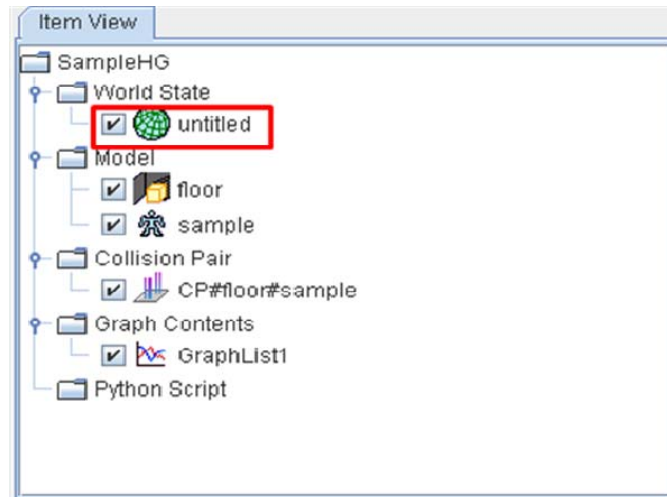 Item View
SampleHG
World State
untitled
Model
floor
sample
Collision Pair
CP#floor#sample
Graph Contents
GraphList1
Python Script